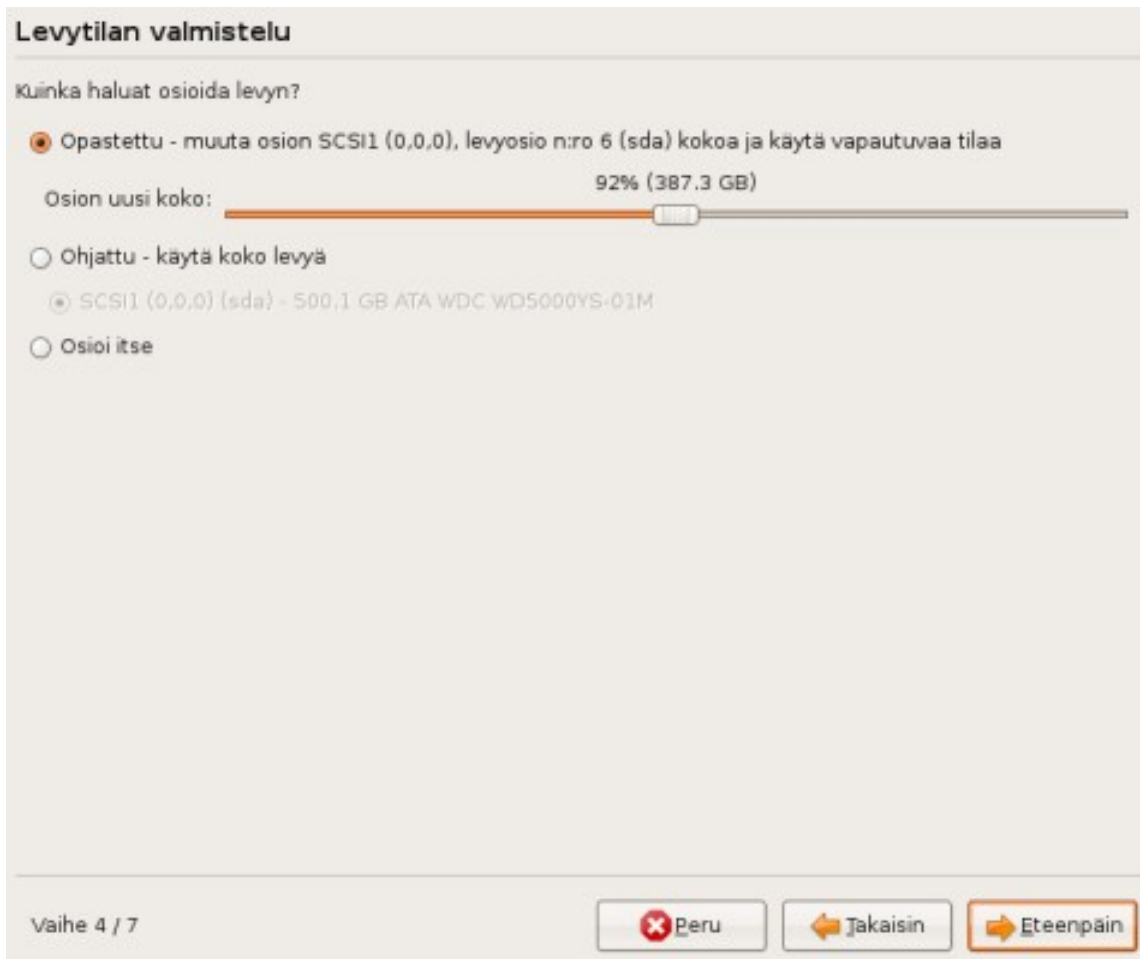 Levytilan valmistelu
Kuinka haluat osioida levyn?
Opastettu - muuta osion SCSI1 (0,0,0), levyosio n:ro 6 (sda) kokoa ja käytä vapautuvaa tilaa
92% (387.3 GB)
Osion uusi koko:
Ohjattu - käytä koko levyä
SCSI1 (0,0,0) (sda) - 500.1 GB ATA WDC WD5000YS-01M
Osioi itse
Vaihe 4 / 7
Peru
Takaisin
Eteenpäin